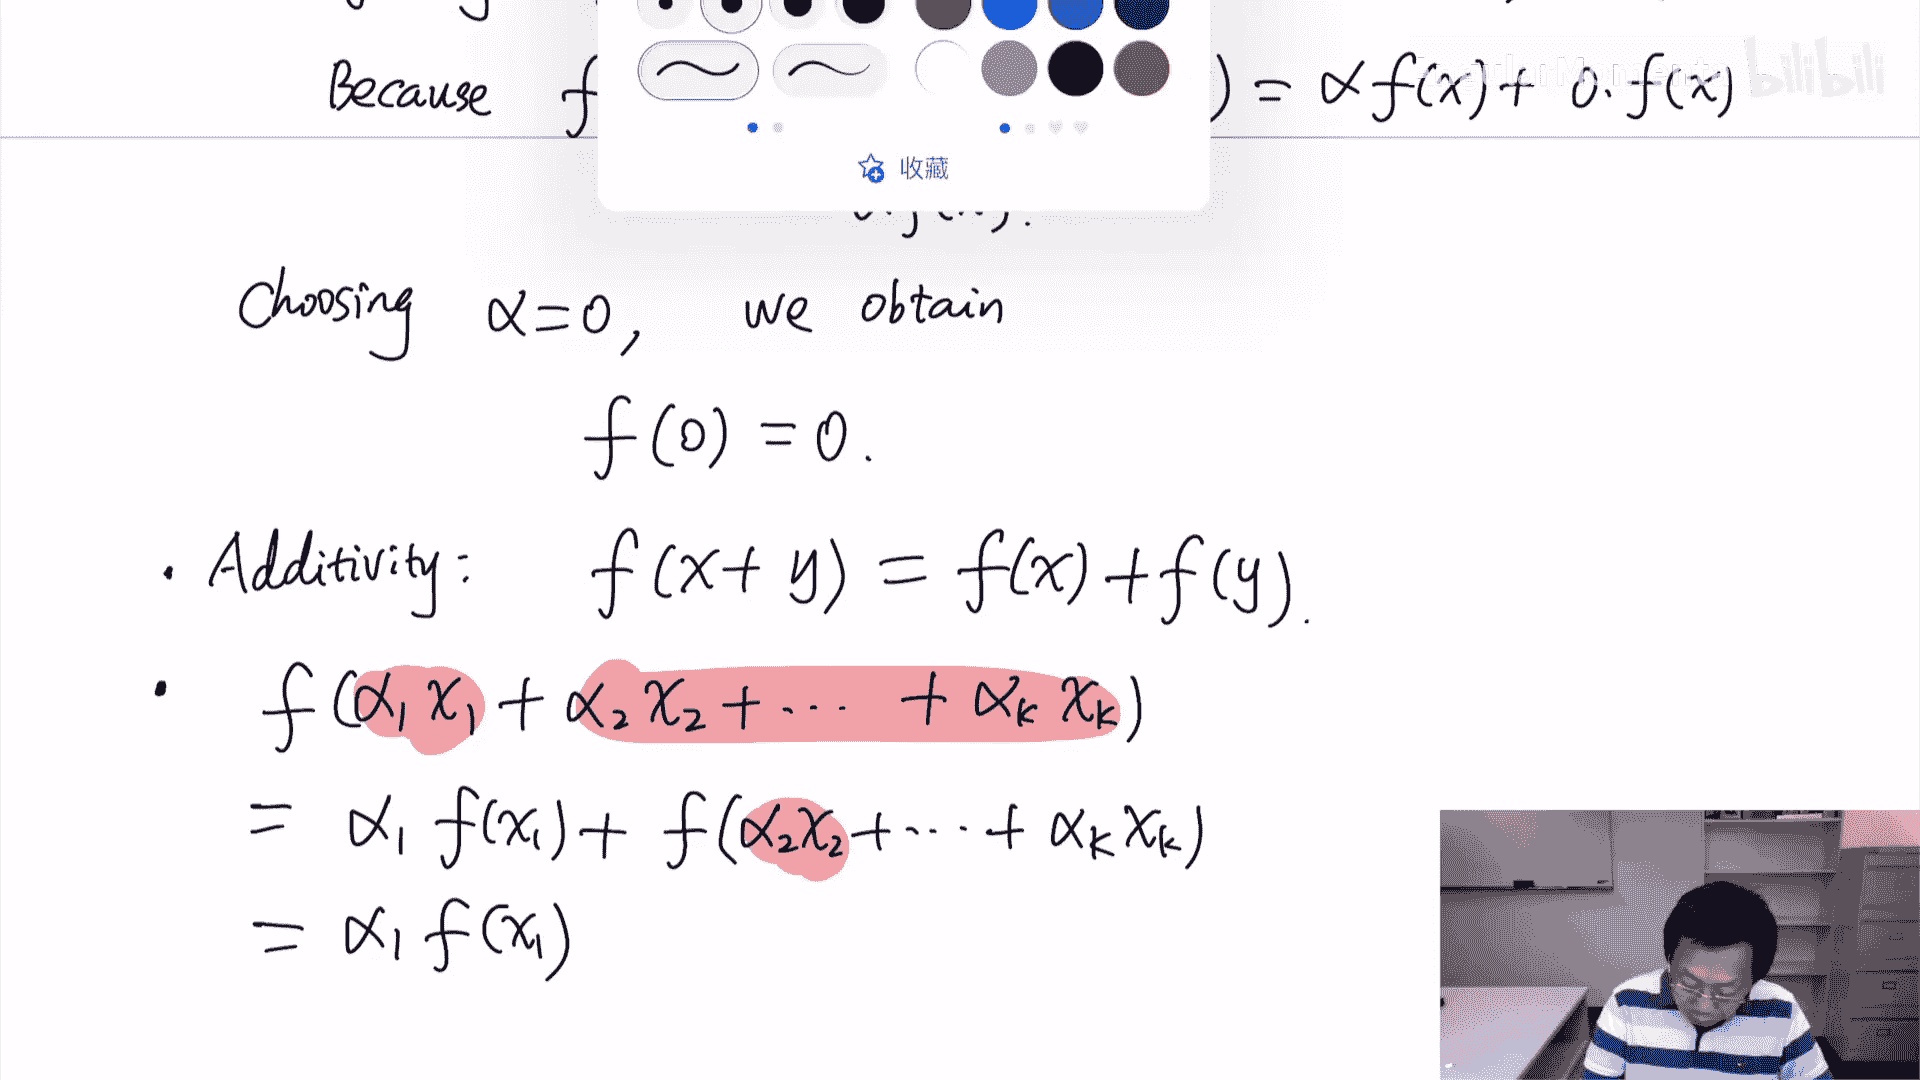 Because f ) = αf(x) + 0·f(x)
bilibili
收藏
Choosing α=0, we obtain
f(0) = 0.
· Additivity: f(x+y) = f(x)+f(y).
· f(α₁x₁ + α₂x₂ + ··· + αₖxₖ)
= α₁f(x₁) + f(α₂x₂ + ··· + αₖxₖ)
= α₁f(x₁)